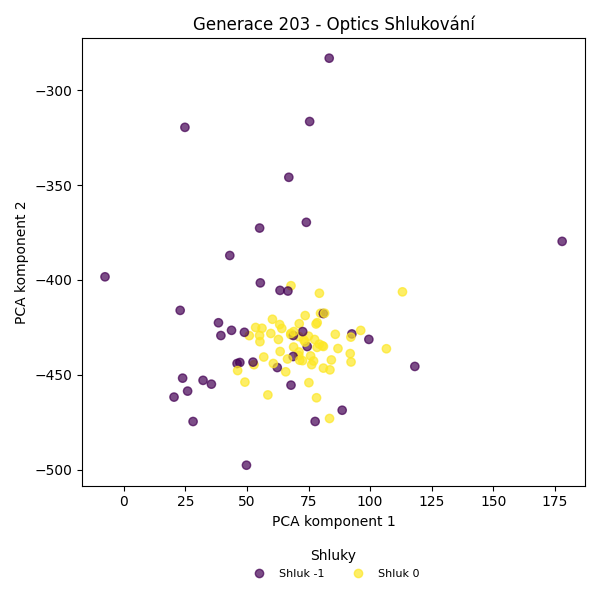 Generace 203 - Optics Shlukování
PCA komponent 2
−300
−350
−400
−450
−500
0 25 50 75 100 125 150 175
PCA komponent 1
Shluky
Shluk -1 Shluk 0